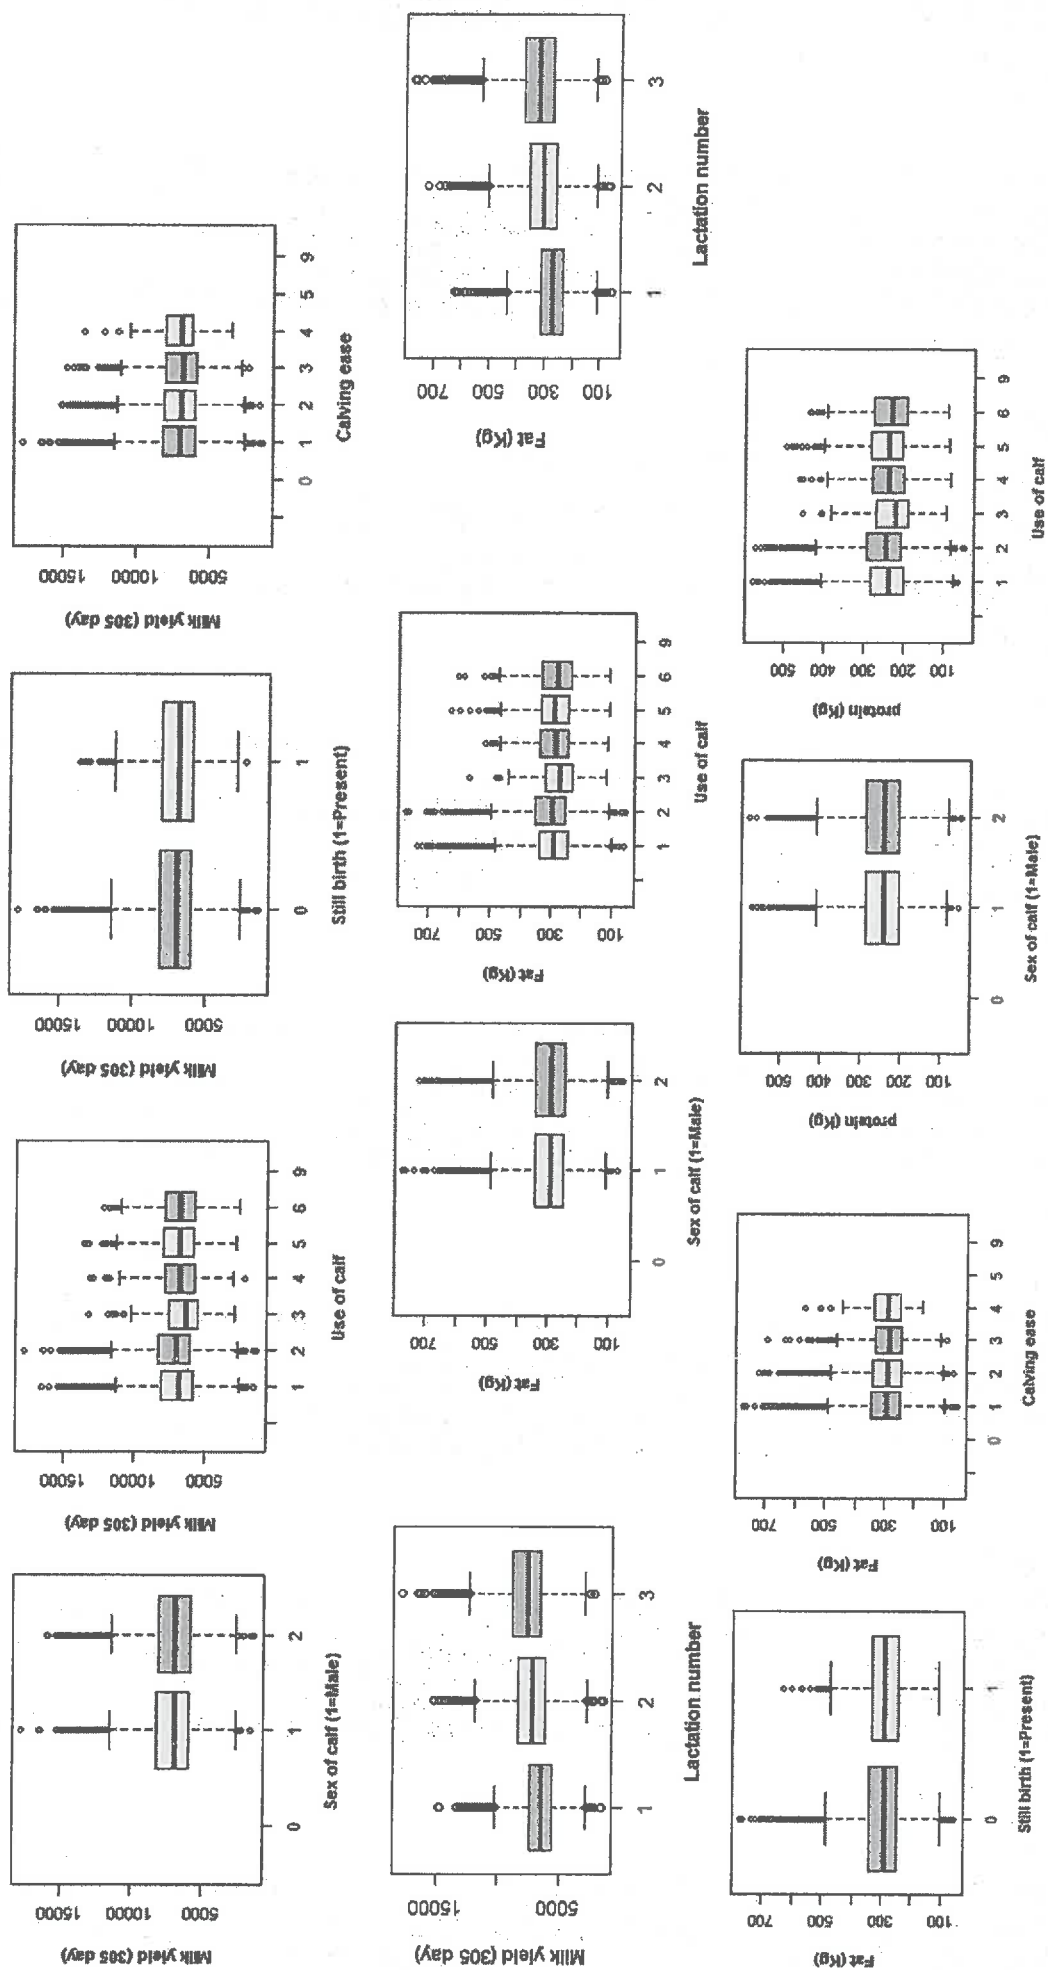 Milk yield (305 day)
15000
10000
5000
0 1 2
Sex of calf (1=Male)
Milk yield (305 day)
15000
10000
5000
1 2 3 4 5 6 9
Use of calf
Milk yield (305 day)
15000
10000
5000
0 1
Still birth (1=Present)
Milk yield (305 day)
15000
10000
5000
0 1 2 3 4 5 9
Calving ease
Milk yield (305 day)
15000
5000
1 2 3
Lactation number
Fat (Kg)
700
500
300
100
0 1 2
Sex of calf (1=Male)
Fat (Kg)
700
500
300
100
1 2 3 4 5 6 9
Use of calf
Fat (Kg)
700
500
300
100
1 2 3
Lactation number
Fat (Kg)
700
500
300
100
0 1
Still birth (1=Present)
Fat (Kg)
700
500
300
100
0 1 2 3 4 5 9
Calving ease
protein (Kg)
500
400
300
200
100
0 1 2
Sex of calf (1=Male)
protein (Kg)
500
400
300
200
100
1 2 3 4 5 6 9
Use of calf